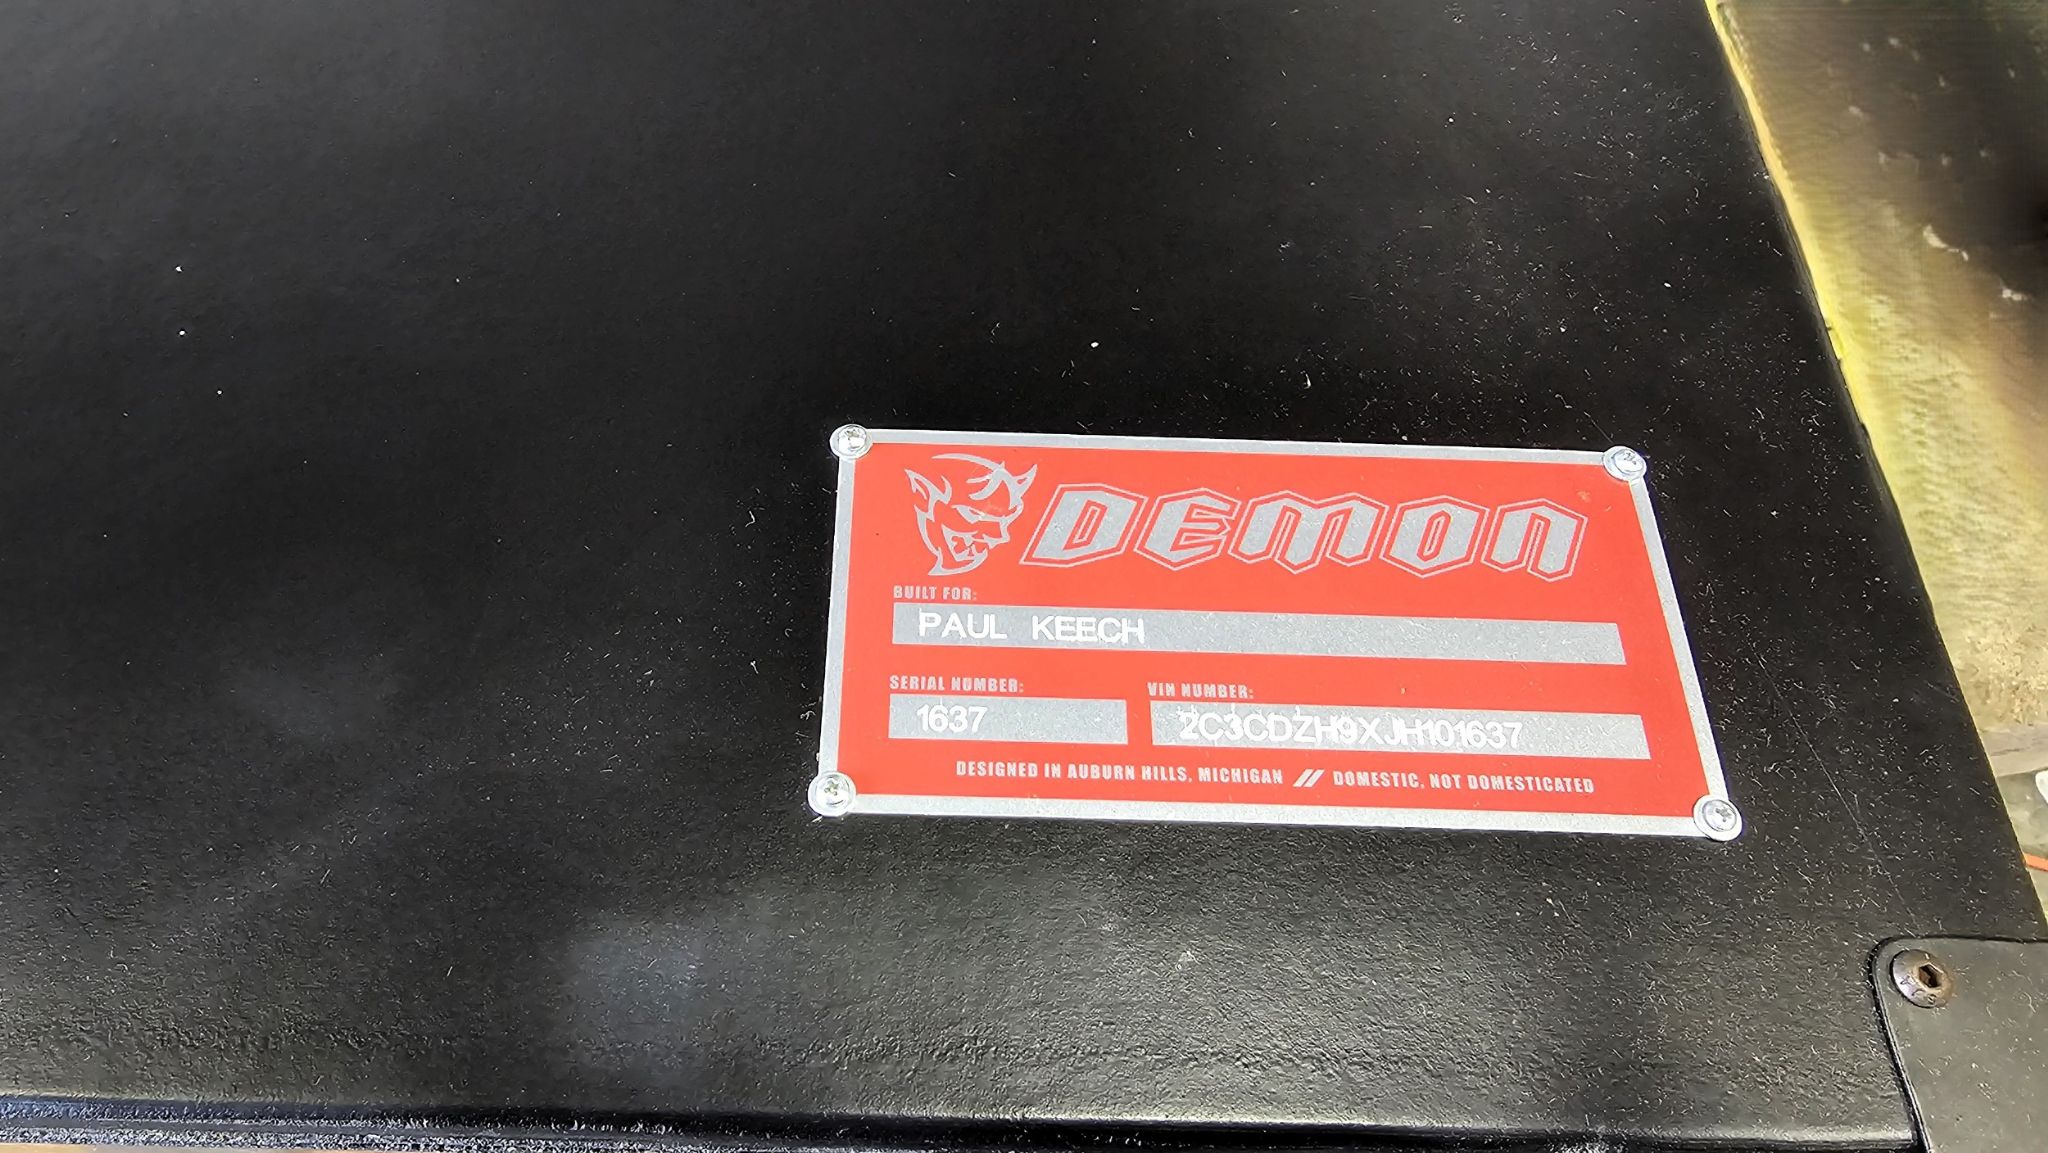 DEMON
BUILT FOR:
PAUL KEECH
SERIAL NUMBER: VIN NUMBER:
1637 2C3CDZH9XJH101637
DESIGNED IN AUBURN HILLS, MICHIGAN // DOMESTIC. NOT DOMESTICATED